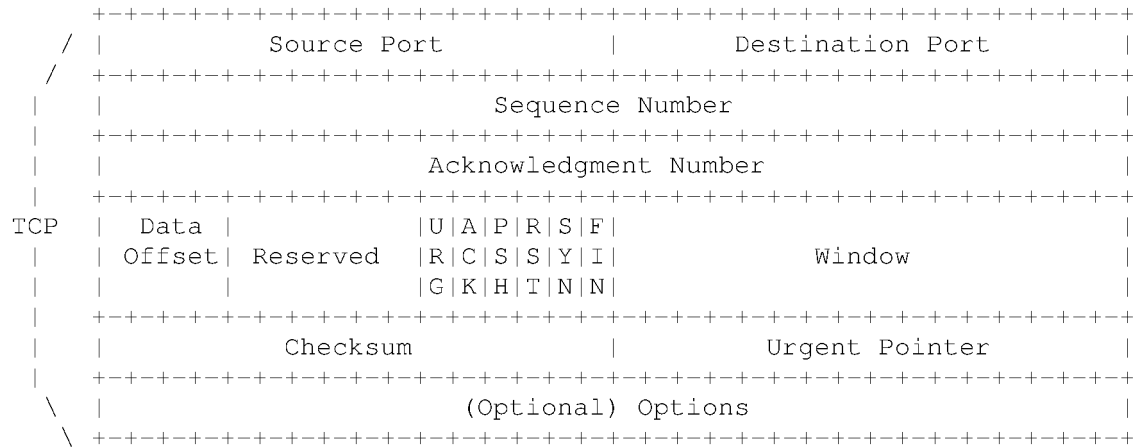 +-+-+-+-+-+-+-+-+-+-+-+-+-+-+-+-+-+-+-+-+-+-+-+-+-+-+-+-+-+-+-+-+
    / |          Source Port          |       Destination Port        |
   /  +-+-+-+-+-+-+-+-+-+-+-+-+-+-+-+-+-+-+-+-+-+-+-+-+-+-+-+-+-+-+-+-+
  |   |                        Sequence Number                        |
  |   +-+-+-+-+-+-+-+-+-+-+-+-+-+-+-+-+-+-+-+-+-+-+-+-+-+-+-+-+-+-+-+-+
  |   |                    Acknowledgment Number                      |
  |   +-+-+-+-+-+-+-+-+-+-+-+-+-+-+-+-+-+-+-+-+-+-+-+-+-+-+-+-+-+-+-+-+
TCP   |  Data |           |U|A|P|R|S|F|                               |
  |   | Offset| Reserved  |R|C|S|S|Y|I|            Window             |
  |   |       |           |G|K|H|T|N|N|                               |
  |   +-+-+-+-+-+-+-+-+-+-+-+-+-+-+-+-+-+-+-+-+-+-+-+-+-+-+-+-+-+-+-+-+
  |   |           Checksum            |         Urgent Pointer        |
  |   +-+-+-+-+-+-+-+-+-+-+-+-+-+-+-+-+-+-+-+-+-+-+-+-+-+-+-+-+-+-+-+-+
   \  |                      (Optional) Options                       |
    \ +-+-+-+-+-+-+-+-+-+-+-+-+-+-+-+-+-+-+-+-+-+-+-+-+-+-+-+-+-+-+-+-+